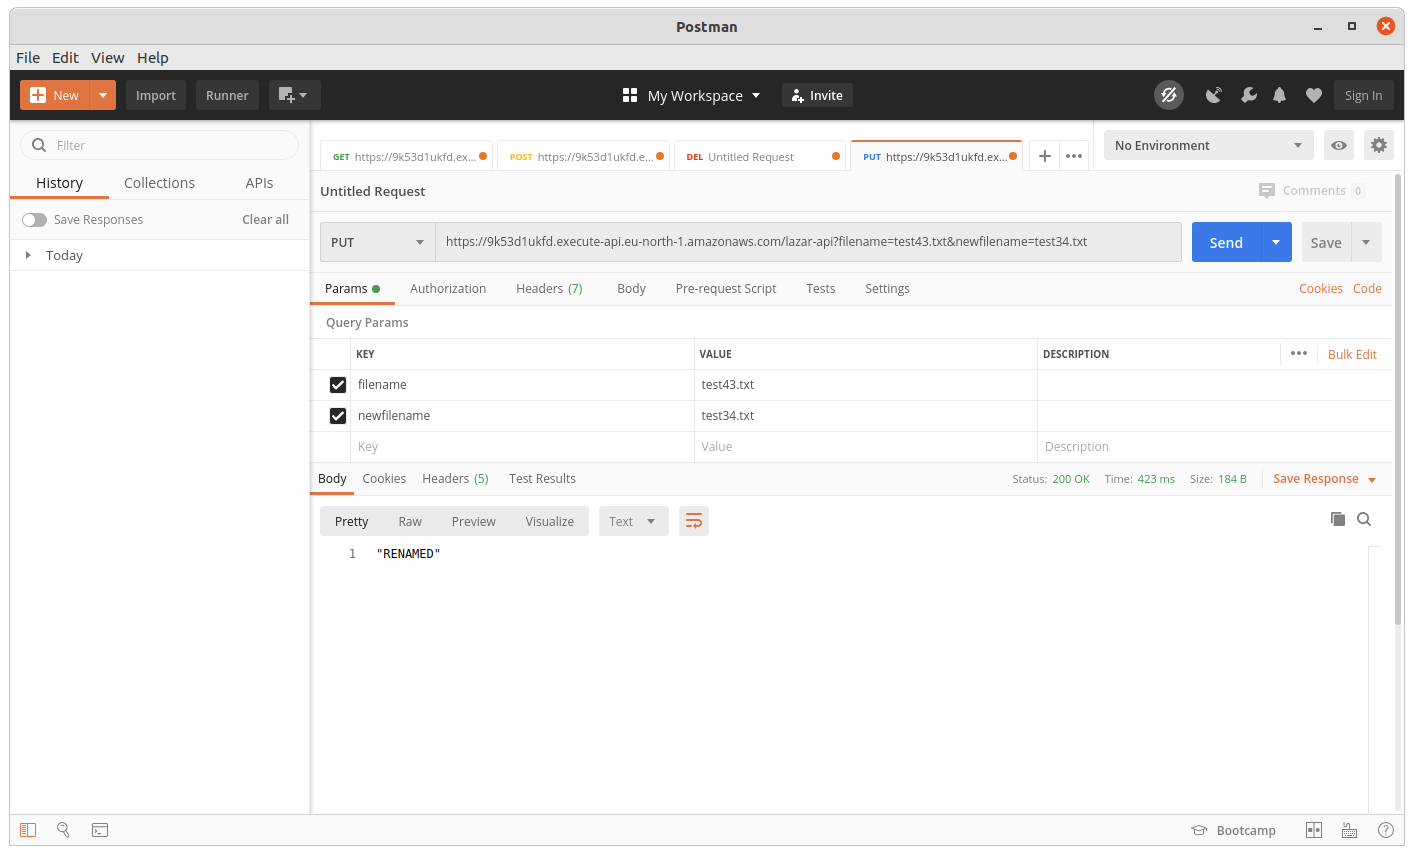 Postman
File Edit View Help
New Import Runner My Workspace Invite Sign In
Filter
History Collections APIs
Save Responses Clear all
Today
GET https://9k53d1ukfd.ex... POST https://9k53d1ukfd.e... DEL Untitled Request PUT https://9k53d1ukfd.ex... No Environment
Untitled Request Comments 0
PUT https://9k53d1ukfd.execute-api.eu-north-1.amazonaws.com/lazar-api?filename=test43.txt&newfilename=test34.txt Send Save
Params Authorization Headers (7) Body Pre-request Script Tests Settings Cookies Code
Query Params
KEY VALUE DESCRIPTION Bulk Edit
filename test43.txt
newfilename test34.txt
Key Value Description
Body Cookies Headers (5) Test Results Status: 200 OK Time: 423 ms Size: 184 B Save Response
Pretty Raw Preview Visualize Text
1 "RENAMED"
Bootcamp